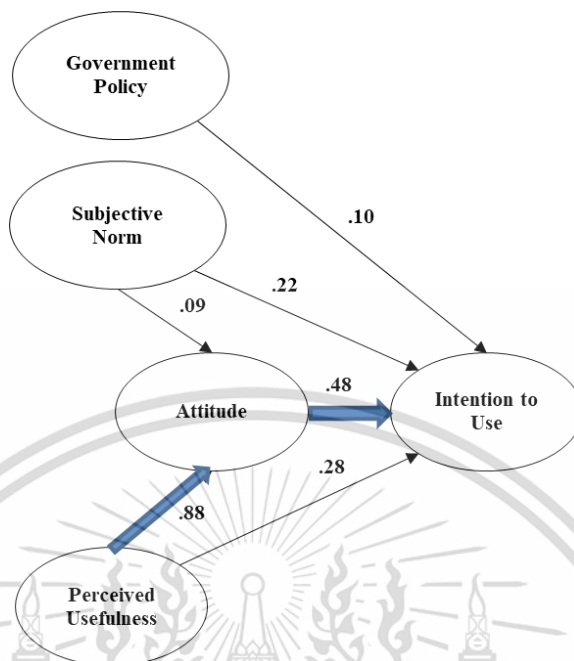 Government
Policy
Subjective
Norm
.10
.22
.09
.48
Attitude
Intention to
Use
.28
.88
Perceived
Usefulness